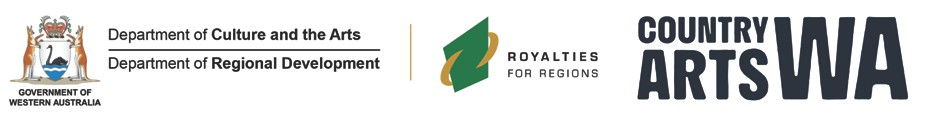 Department of Culture and the Arts
Department of Regional Development
GOVERNMENT OF
WESTERN AUSTRALIA
ROYALTIES
FOR REGIONS
COUNTRY
ARTS WA